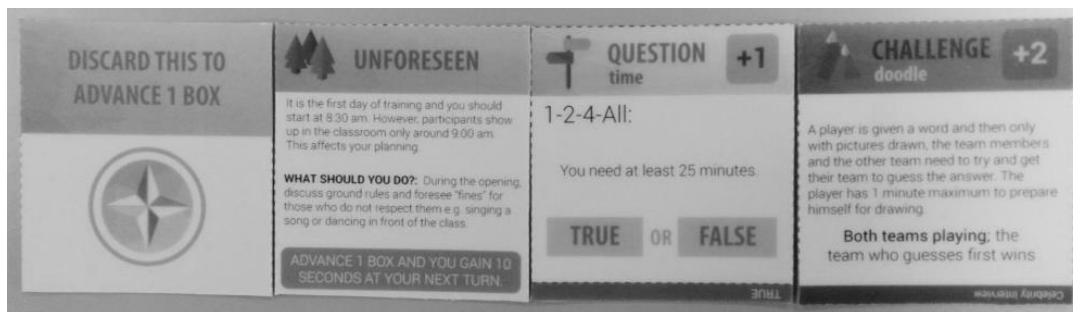 DISCARD THIS TO
ADVANCE 1 BOX
UNFORESEEN
It is the first day of training and you should
start at 8:30 am. However, participants show
up in the classroom only around 9:00 am.
This affects your planning.
WHAT SHOULD YOU DO?: During the opening,
discuss ground rules and foresee "fines" for
those who do not respect them e.g. singing a
song or dancing in front of the class.
ADVANCE 1 BOX AND YOU GAIN 10
SECONDS AT YOUR NEXT TURN.
QUESTION
time
+1
1-2-4-All:
You need at least 25 minutes.
TRUE OR FALSE
TRUE
CHALLENGE
doodle
+2
A player is given a word and then only
with pictures drawn, the team members
and the other team need to try and get
their team to guess the answer. The
player has 1 minute maximum to prepare
himself for drawing.
Both teams playing; the
team who guesses first wins
Celebrity Interview